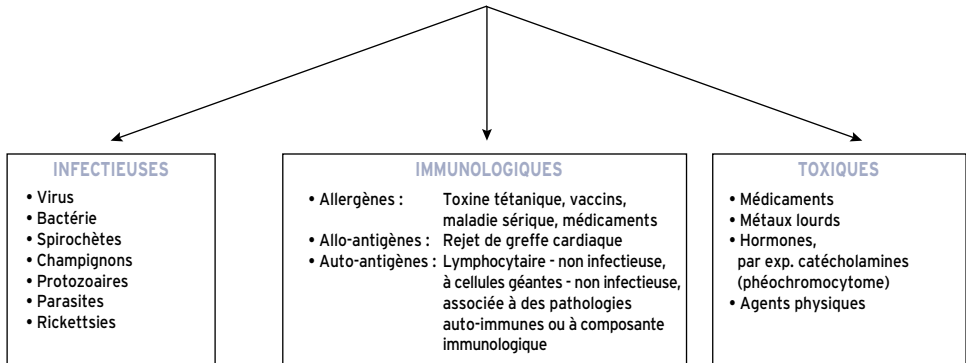 INFECTIEUSES
• Virus
• Bactérie
• Spirochètes
• Champignons
• Protozoaires
• Parasites
• Rickettsies
IMMUNOLOGIQUES
• Allergènes : Toxine tétanique, vaccins,
maladie sérique, médicaments
• Allo-antigènes : Rejet de greffe cardiaque
• Auto-antigènes : Lymphocytaire - non infectieuse,
à cellules géantes - non infectieuse,
associée à des pathologies
auto-immunes ou à composante
immunologique
TOXIQUES
• Médicaments
• Métaux lourds
• Hormones,
par exp. catécholamines
(phéochromocytome)
• Agents physiques